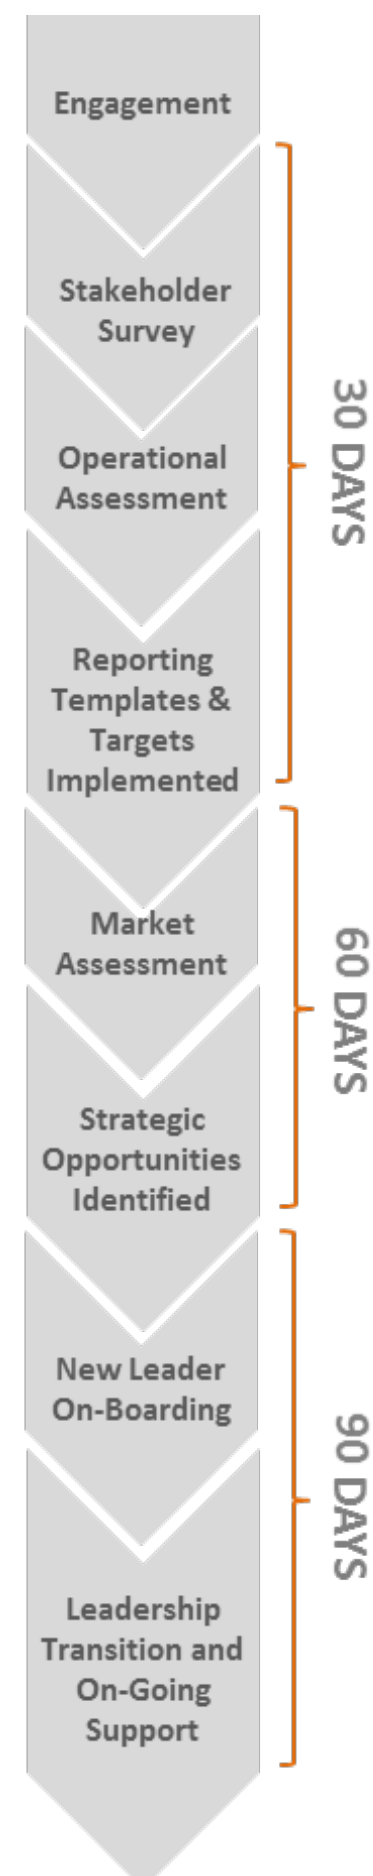 Engagement
Stakeholder
Survey
Operational
Assessment
Reporting
Templates &
Targets
Implemented
30 DAYS
Market
Assessment
Strategic
Opportunities
Identified
60 DAYS
New Leader
On-Boarding
Leadership
Transition and
On-Going
Support
90 DAYS